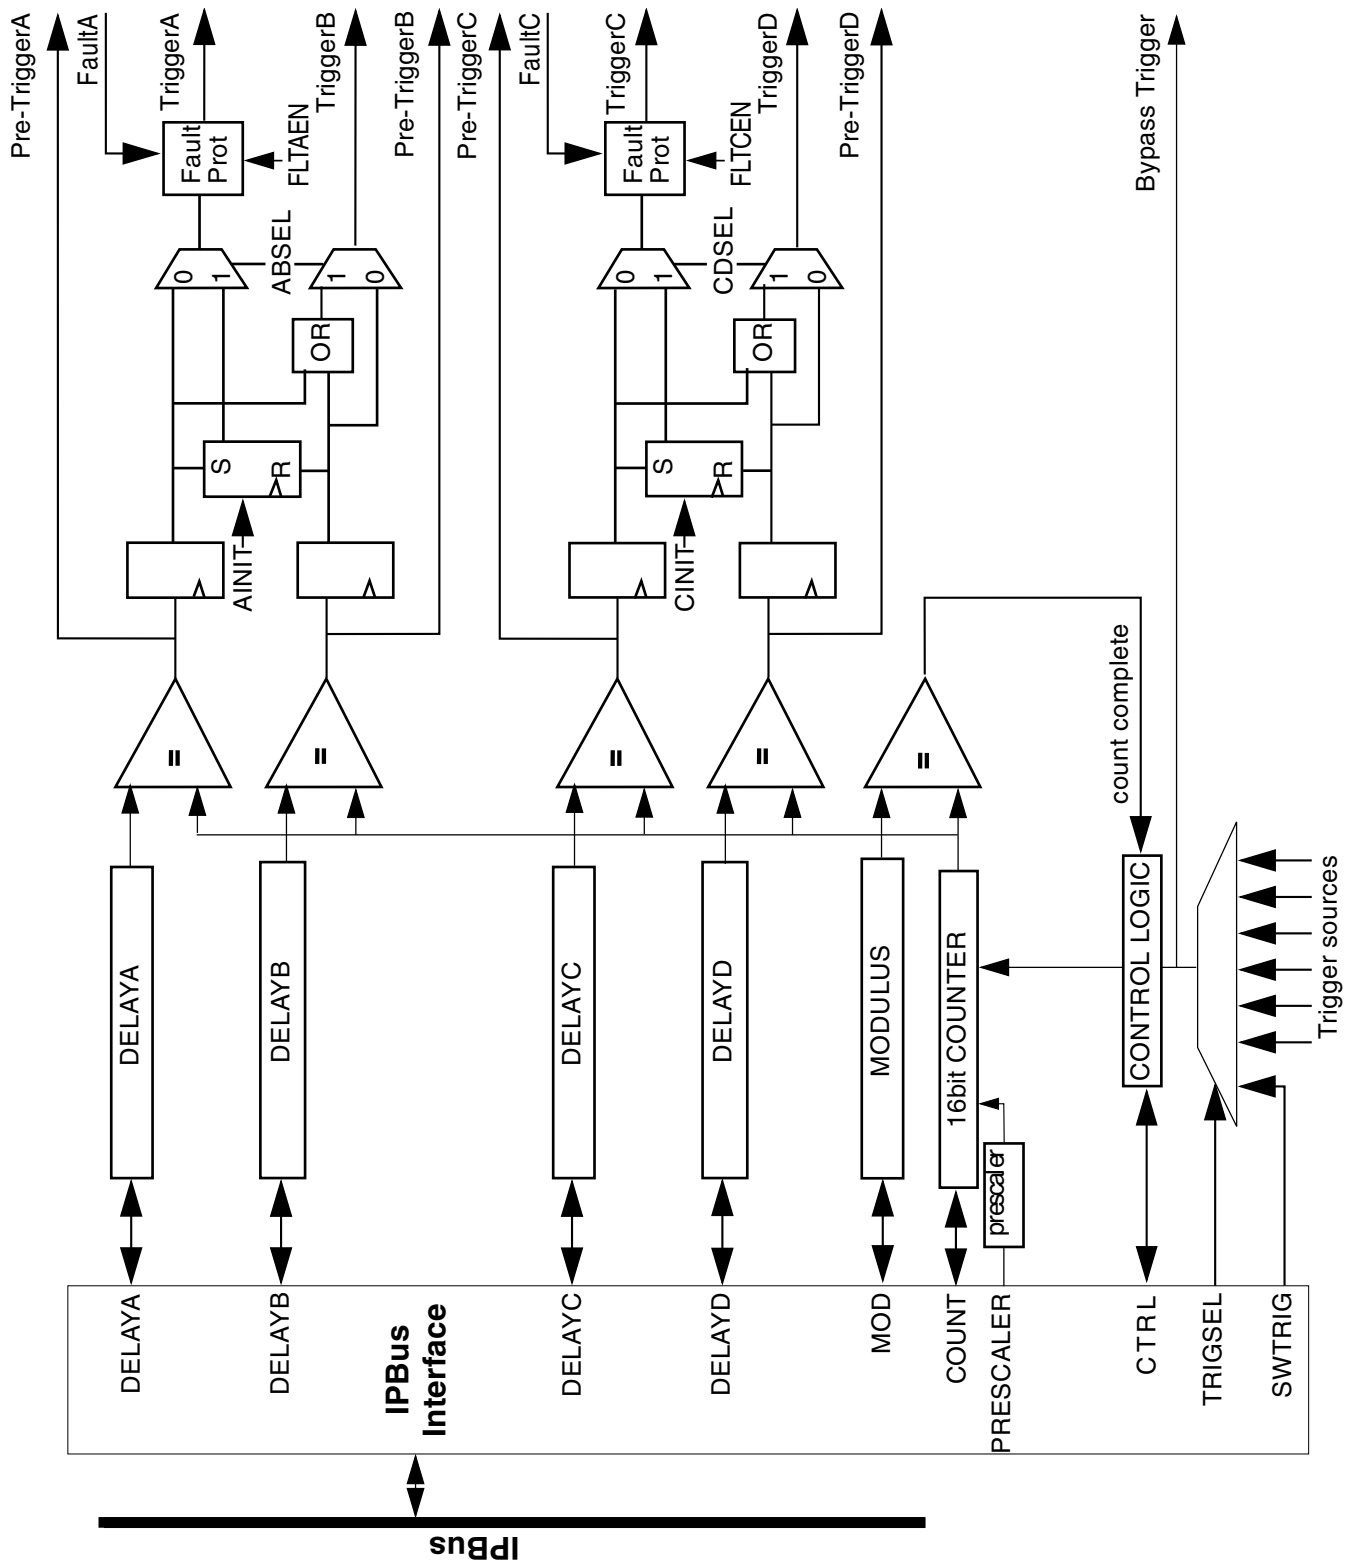 Pre-TriggerA
FaultA
TriggerA
TriggerB
Pre-TriggerB
Pre-TriggerC
FaultC
TriggerC
TriggerD
Pre-TriggerD
Bypass Trigger
Fault
Prot
FLTAEN
Fault
Prot
FLTCEN
0
1
ABSEL
1
0
0
1
CDSEL
1
0
OR
OR
S
R
S
R
AINIT
CINIT
=
=
=
=
=
count complete
DELAYA
DELAYB
DELAYC
DELAYD
MODULUS
16bit COUNTER
CONTROL LOGIC
Trigger sources
prescaler
DELAYA
DELAYB
IPBus
Interface
DELAYC
DELAYD
MOD
COUNT
PRESCALER
CTRL
TRIGSEL
SWTRIG
IPBus